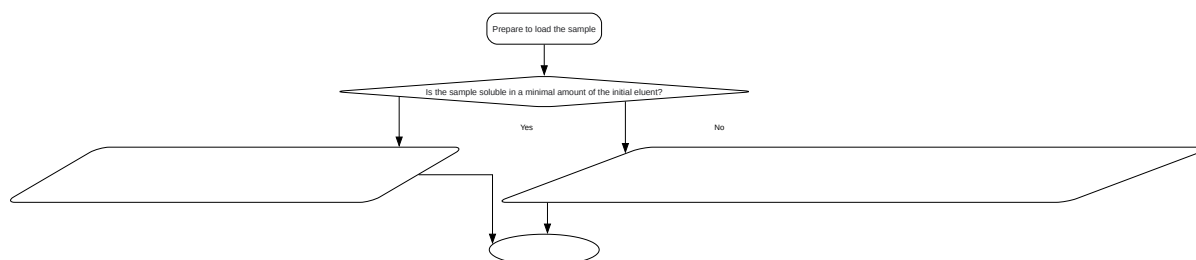 Prepare to load the sample
Is the sample soluble in a minimal amount of the initial eluent?
Yes
No